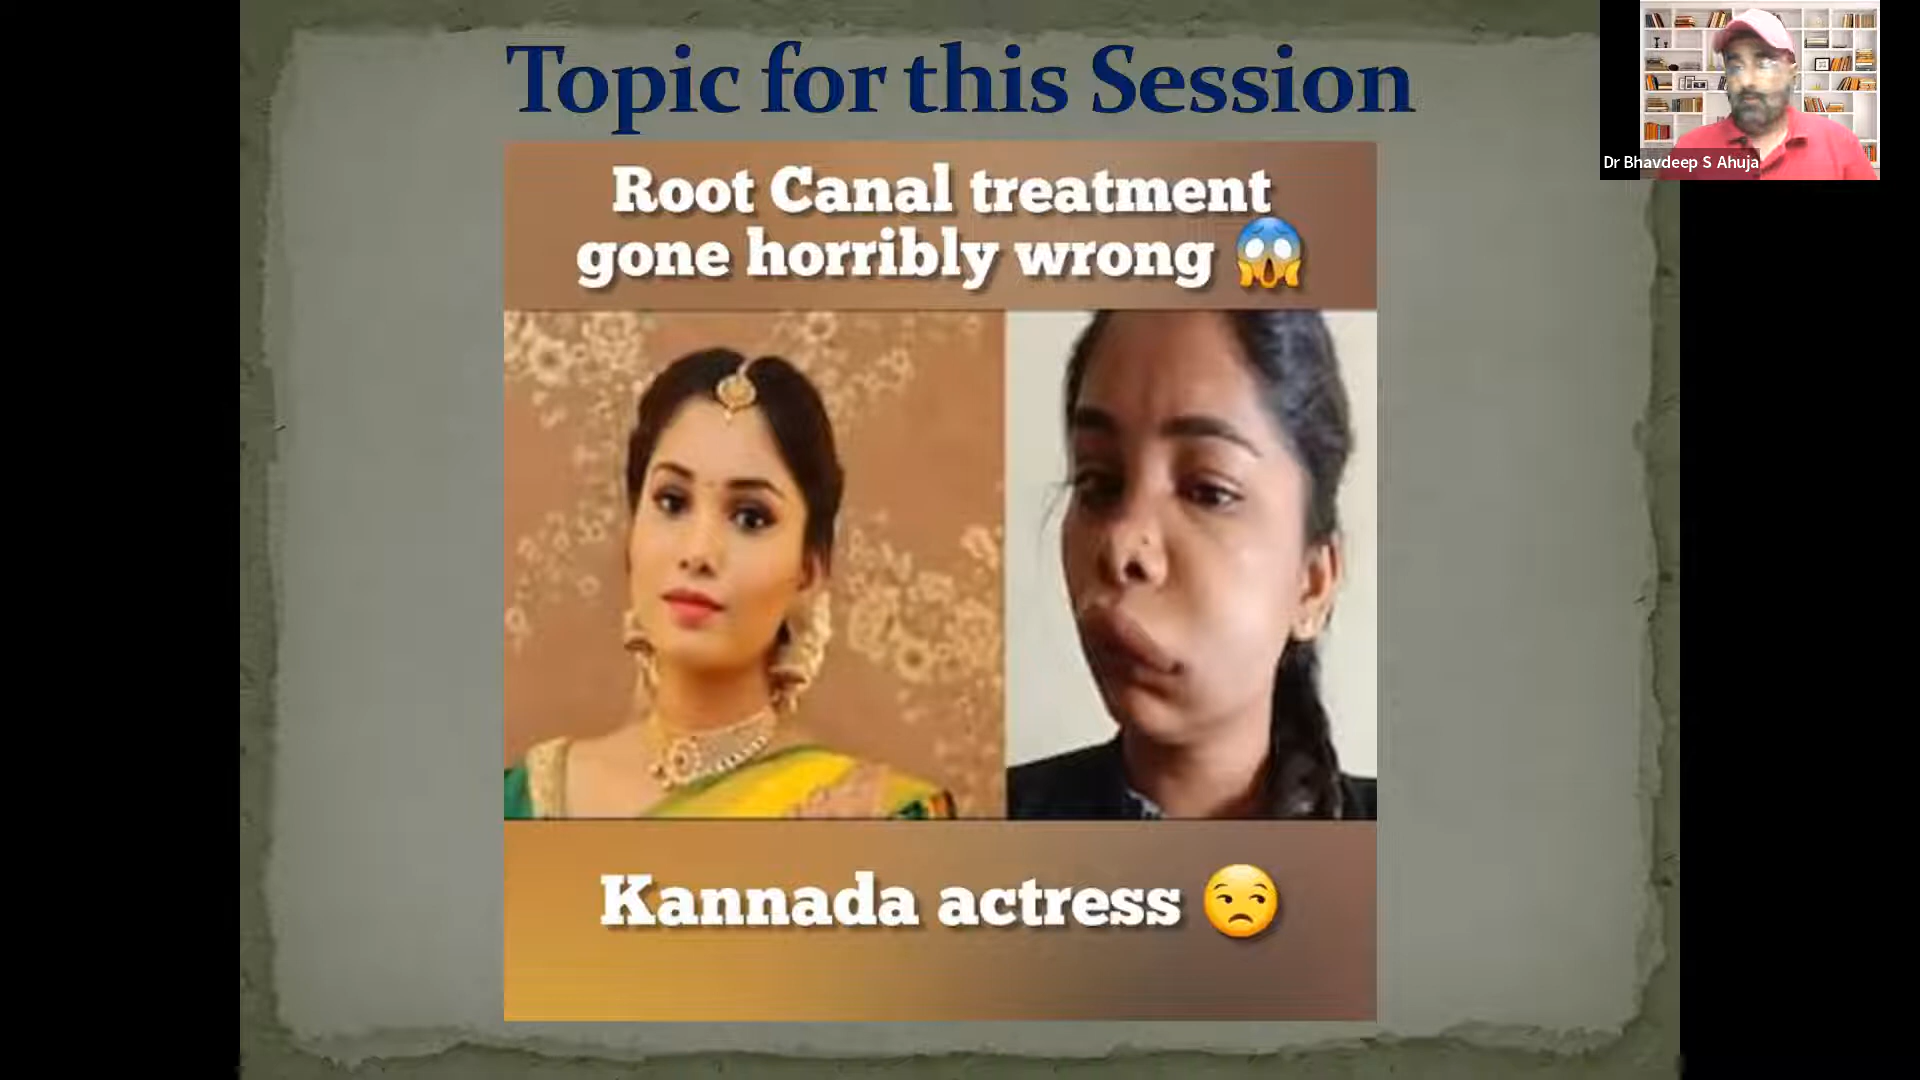 Topic for this Session
Root Canal treatment
gone horribly wrong 😱
Kannada actress 😒
Dr Bhavdeep S Ahuja